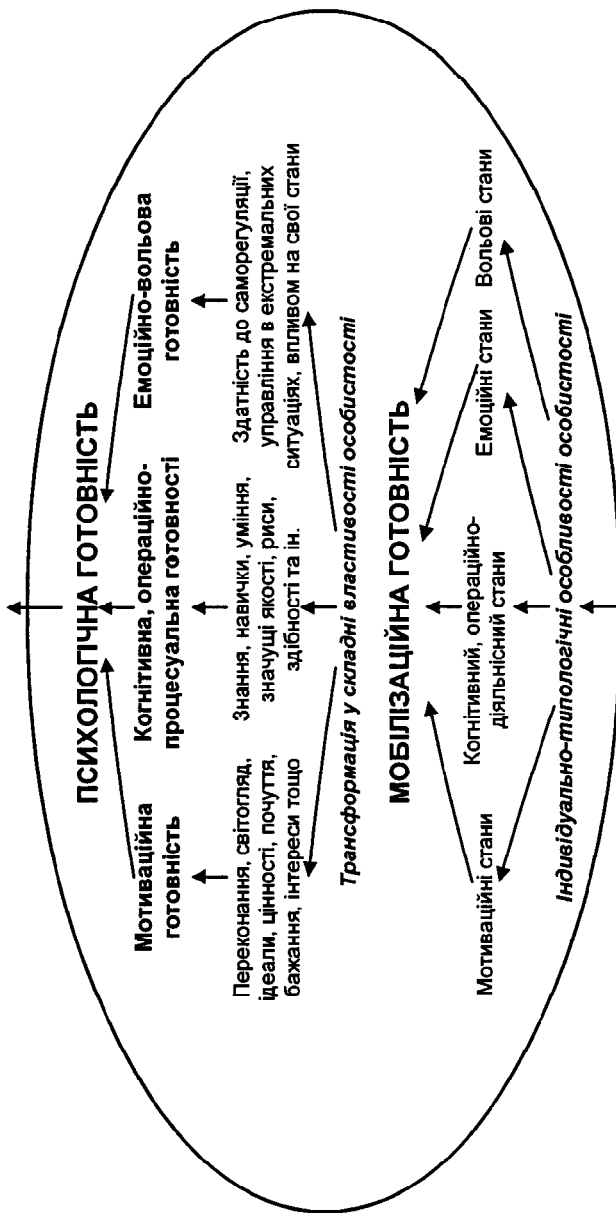 ПСИХОЛОГІЧНА ГОТОВНІСТЬ
Мотиваційна
готовність
Когнітивна, операційно-
процесуальна готовності
Емоційно-вольова
готовність
Переконання, світогляд,
ідеали, цінності, почуття,
бажання, інтереси тощо
Знання, навички, уміння,
значущі якості, риси,
здібності та ін.
Здатність до саморегуляції,
управління в екстремальних
ситуаціях, впливом на свої стани
Трансформація у складні властивості особистості
МОБІЛІЗАЦІЙНА ГОТОВНІСТЬ
Мотиваційні стани
Когнітивний, операційно-
діяльнісний стани
Емоційні стани
Вольові стани
Індивідуально-типологічні особливості особистості